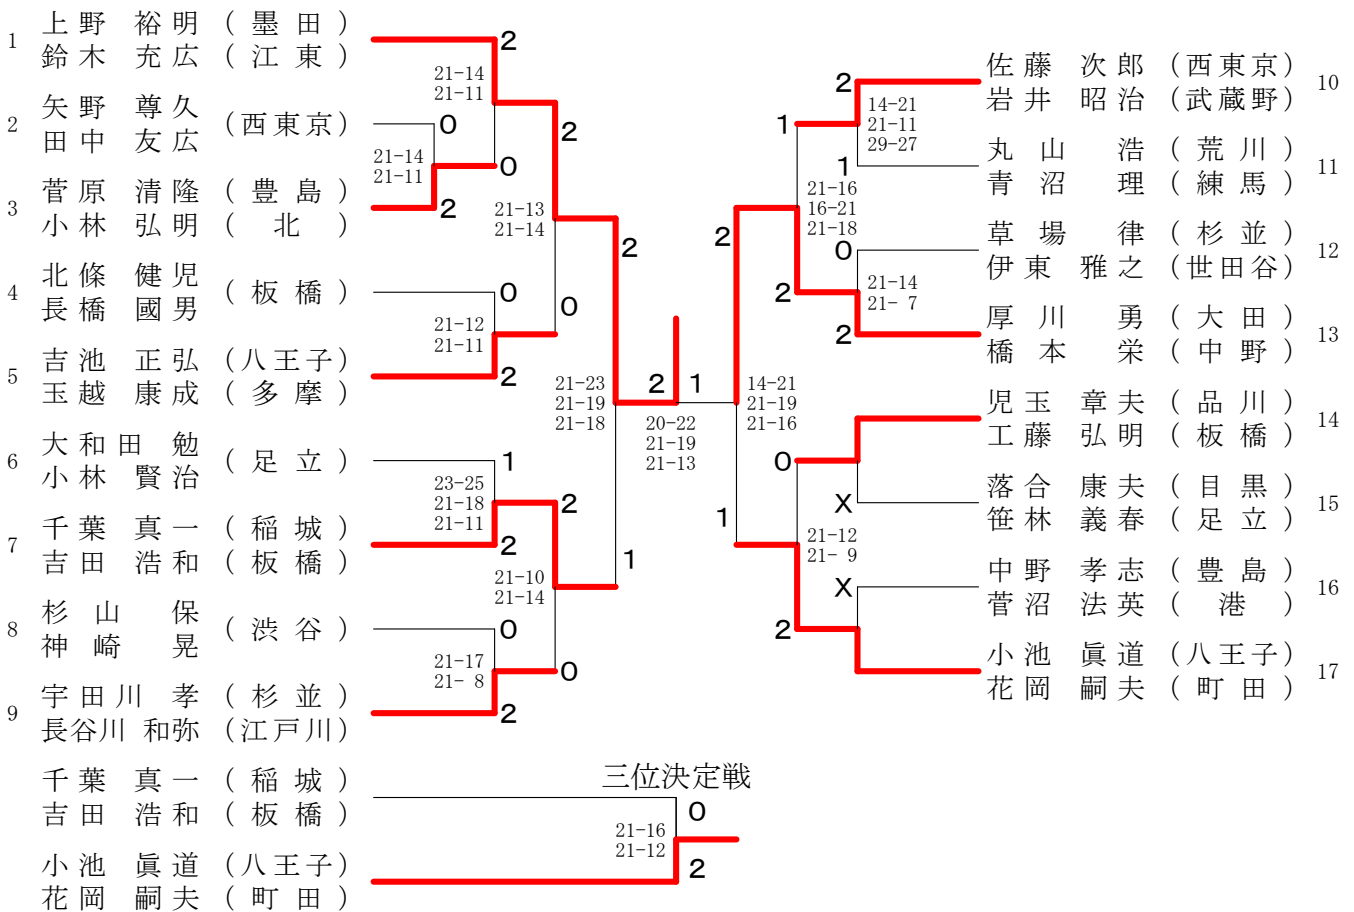 1 上野 裕明 (墨田) 2
鈴木 充広 (江東)
21-14
21-11
2 矢野 尊久 (西東京) 0
田中 友広
2
21-14
21-11
0
3 菅原 清隆 (豊島) 2
小林 弘明 (北)
21-13
21-14
2
4 北條 健児 (板橋) 0
長橋 國男
0
21-12
21-11
5 吉池 正弘 (八王子) 2
玉越 康成 (多摩)
21-23
21-19
21-18
6 大和田 勉 (足立) 1
小林 賢治
23-25
21-18
21-11
2
7 千葉 真一 (稲城) 2
吉田 浩和 (板橋)
1
21-10
21-14
8 杉山 保 (渋谷) 0
神崎 晃
21-17
21- 8
0
9 宇田川 孝 (杉並) 2
長谷川 和弥 (江戸川)
2 1
20-22
21-19
21-13
2 佐藤 次郎 (西東京) 10
岩井 昭治 (武蔵野)
14-21
21-11
29-27
1
1 丸山 浩 (荒川) 11
青沼 理 (練馬)
21-16
16-21
21-18
2
0 草場 律 (杉並) 12
伊東 雅之 (世田谷)
21-14
21- 7
2
2 厚川 勇 (大田) 13
橋本 栄 (中野)
14-21
21-19
21-16
児玉 章夫 (品川) 14
工藤 弘明 (板橋)
0
X 落合 康夫 (目黒) 15
笹林 義春 (足立)
1
21-12
21- 9
X 中野 孝志 (豊島) 16
菅沼 法英 (港)
2
小池 眞道 (八王子) 17
花岡 嗣夫 (町田)
三位決定戦
千葉 真一 (稲城) 0
吉田 浩和 (板橋)
21-16
21-12
小池 眞道 (八王子) 2
花岡 嗣夫 (町田)